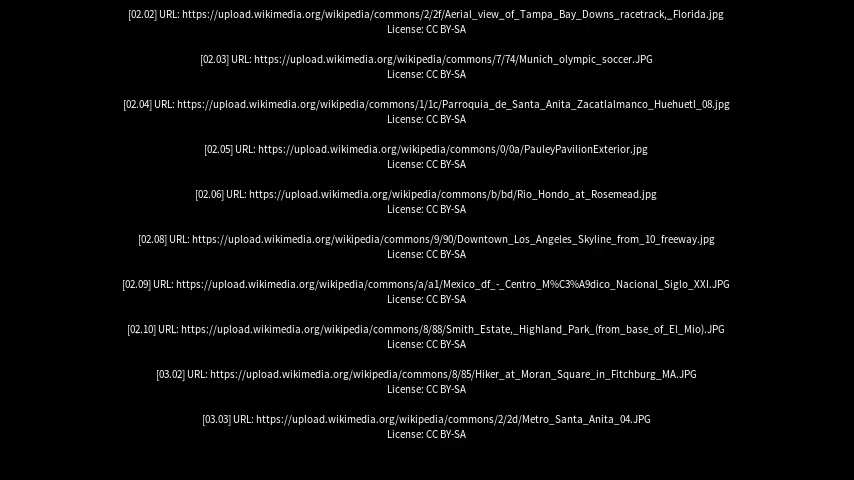 [02.02] URL: https://upload.wikimedia.org/wikipedia/commons/2/2f/Aerial_view_of_Tampa_Bay_Downs_racetrack,_Florida.jpg
License: CC BY-SA
[02.03] URL: https://upload.wikimedia.org/wikipedia/commons/7/74/Munich_olympic_soccer.JPG
License: CC BY-SA
[02.04] URL: https://upload.wikimedia.org/wikipedia/commons/1/1c/Parroquia_de_Santa_Anita_Zacatlalmanco_Huehuetl_08.jpg
License: CC BY-SA
[02.05] URL: https://upload.wikimedia.org/wikipedia/commons/0/0a/PauleyPavilionExterior.jpg
License: CC BY-SA
[02.06] URL: https://upload.wikimedia.org/wikipedia/commons/b/bd/Rio_Hondo_at_Rosemead.jpg
License: CC BY-SA
[02.08] URL: https://upload.wikimedia.org/wikipedia/commons/9/90/Downtown_Los_Angeles_Skyline_from_10_freeway.jpg
License: CC BY-SA
[02.09] URL: https://upload.wikimedia.org/wikipedia/commons/a/a1/Mexico_df_-_Centro_M%C3%A9dico_Nacional_Siglo_XXI.JPG
License: CC BY-SA
[02.10] URL: https://upload.wikimedia.org/wikipedia/commons/8/88/Smith_Estate,_Highland_Park_(from_base_of_El_Mio).JPG
License: CC BY-SA
[03.02] URL: https://upload.wikimedia.org/wikipedia/commons/8/85/Hiker_at_Moran_Square_in_Fitchburg_MA.JPG
License: CC BY-SA
[03.03] URL: https://upload.wikimedia.org/wikipedia/commons/2/2d/Metro_Santa_Anita_04.JPG
License: CC BY-SA